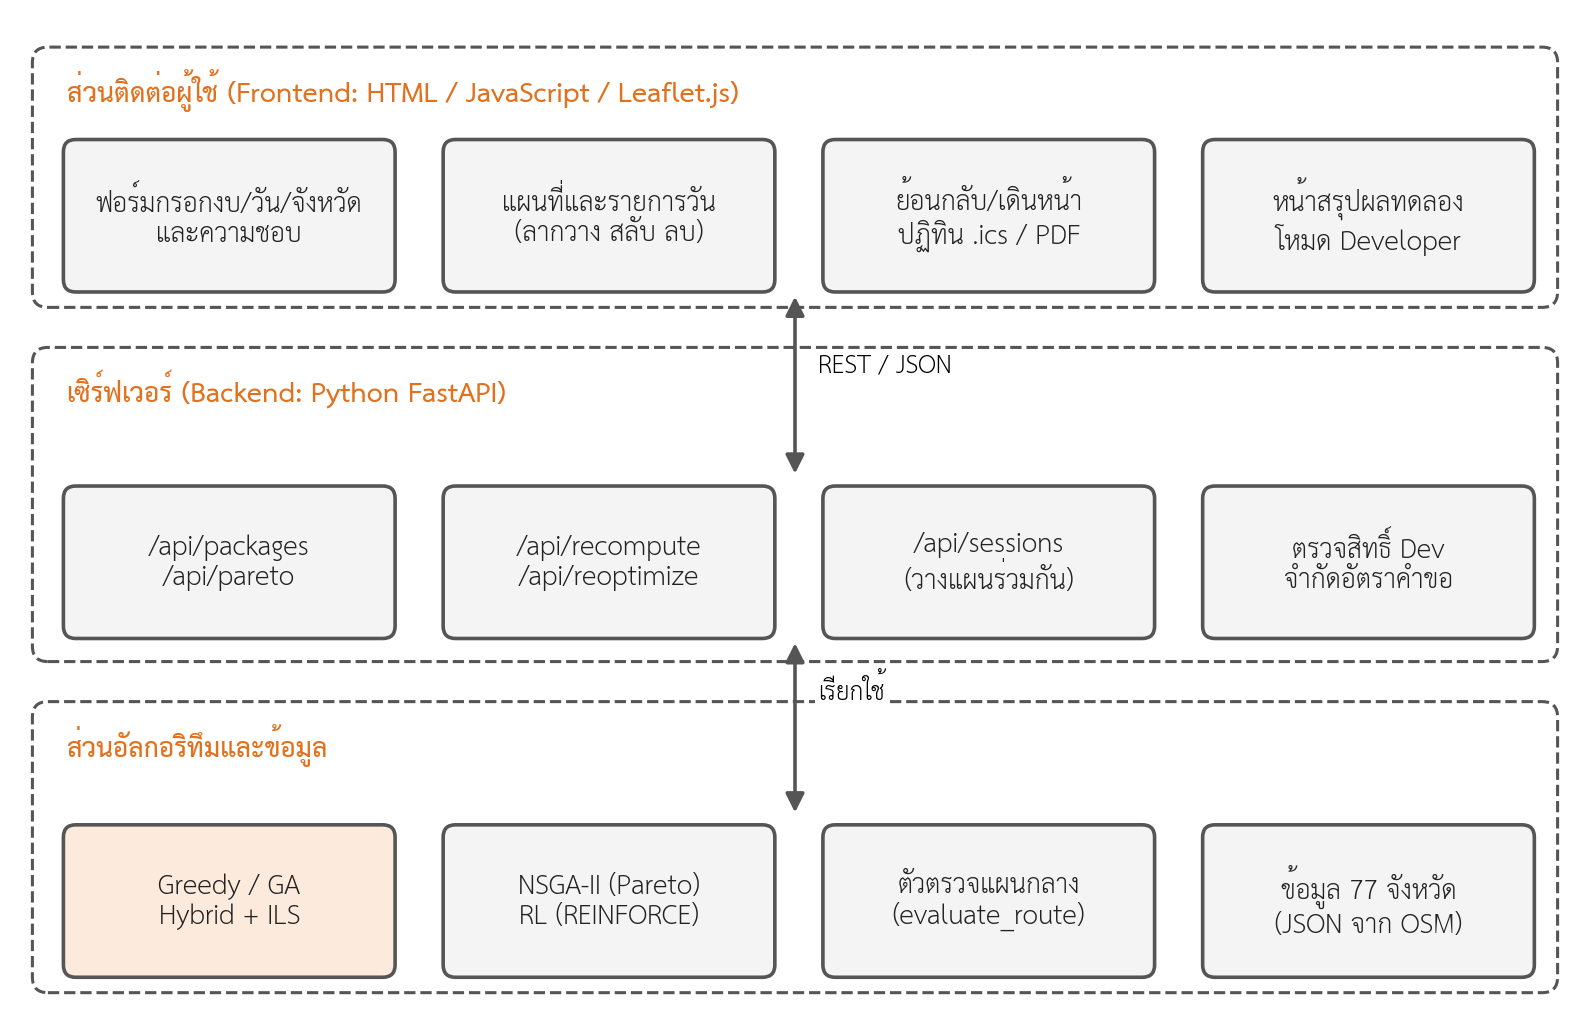 ส่วนติดต่อผู้ใช้ (Frontend: HTML / JavaScript / Leaflet.js)
ฟอร์มกรอกงบ/วัน/จังหวัด
และความชอบ
แผนที่และรายการวัน
(ลากวาง สลับ ลบ)
ย้อนกลับ/เดินหน้า
ปฏิทิน .ics / PDF
หน้าสรุปผลทดลอง
โหมด Developer
REST / JSON
เซิร์ฟเวอร์ (Backend: Python FastAPI)
/api/packages
/api/pareto
/api/recompute
/api/reoptimize
/api/sessions
(วางแผนร่วมกัน)
ตรวจสิทธิ์ Dev
จำกัดอัตราคำขอ
เรียกใช้
ส่วนอัลกอริทึมและข้อมูล
Greedy / GA
Hybrid + ILS
NSGA-II (Pareto)
RL (REINFORCE)
ตัวตรวจแผนกลาง
(evaluate_route)
ข้อมูล 77 จังหวัด
(JSON จาก OSM)